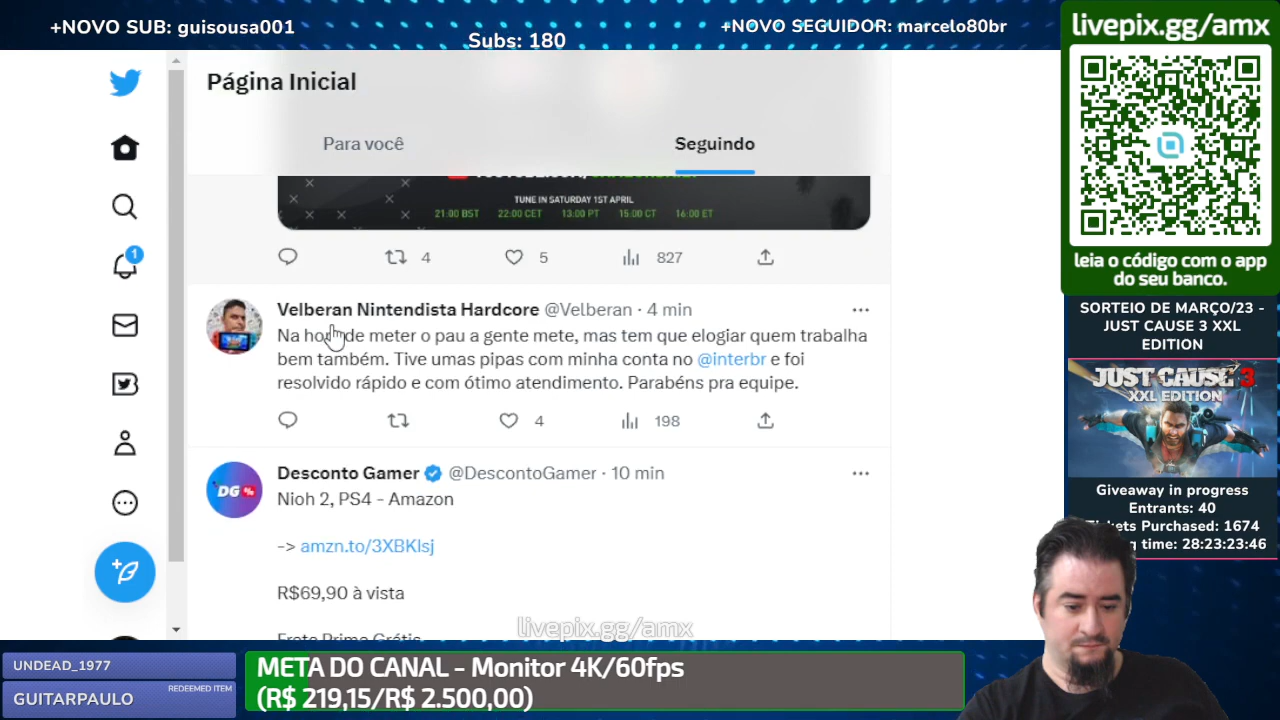 +NOVO SUB: guisousa001
Subs: 180
+NOVO SEGUIDOR: marcelo80br
livepix.gg/amx
leia o código com o app
do seu banco.
Página Inicial
Para você
Seguindo
TUNE IN SATURDAY 1ST APRIL
21:00 BST 22:00 CET 13:00 PT 15:00 CT 16:00 ET
4
5
827
1
Velberan Nintendista Hardcore @Velberan · 4 min
Na de meter o pau a gente mete, mas tem que elogiar quem trabalha
bem também. Tive umas pipas com minha conta no @interbr e foi
resolvido rápido e com ótimo atendimento. Parabéns pra equipe.
4
198
DG
Desconto Gamer @DescontoGamer · 10 min
Nioh 2, PS4 - Amazon
-> amzn.to/3XBKlsj
R$69,90 à vista
Frete Prime Grátis
livepix.gg/amx
SORTEIO DE MARÇO/23 -
JUST CAUSE 3 XXL
EDITION
JUST CAUSE 3
XXL EDITION
Giveaway in progress
Entrants: 40
Purchased: 1674
time: 28:23:23:46
UNDEAD_1977
GUITARPAULO
REDEEMED ITEM
META DO CANAL - Monitor 4K/60fps
(R$ 219,15/R$ 2.500,00)